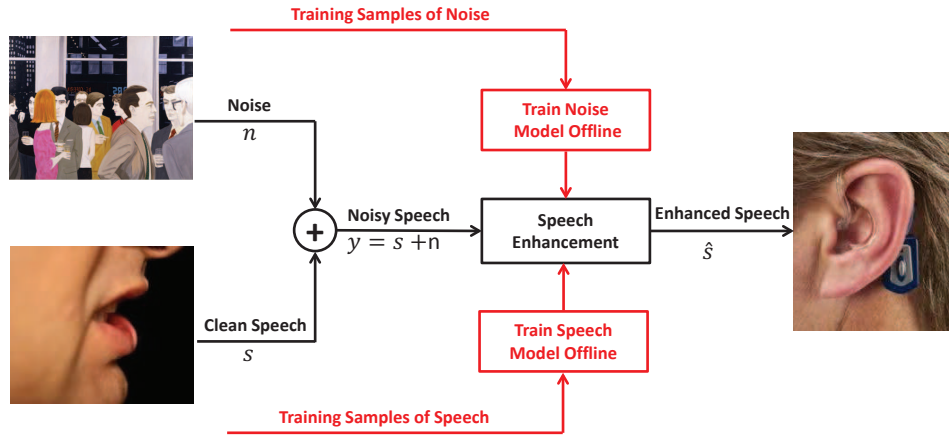 Training Samples of Noise
Train Noise
Model Offline
Noise
n
Noisy Speech
y = s +n
+
Speech
Enhancement
Enhanced Speech
ŝ
Clean Speech
s
Train Speech
Model Offline
Training Samples of Speech